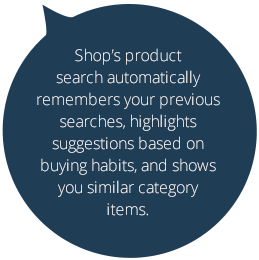 Shop's product
search automatically
remembers your previous
searches, highlights
suggestions based on
buying habits, and shows
you similar category
items.